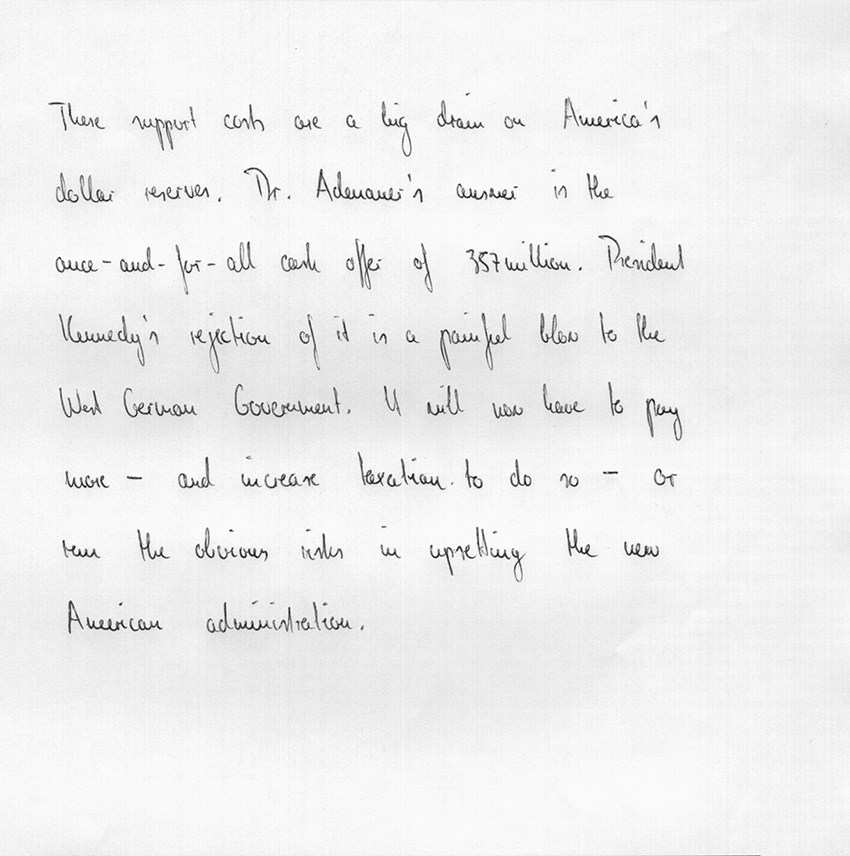 These support costs are a big drain on America's
dollar reserves. Dr. Adenauer's answer is the
once-and-for-all cash offer of 357million. President
Kennedy's rejection of it is a painful blow to the
West German Government. It will now have to pay
more - and increase taxation to do so - or
run the obvious risks in upsetting the new
American administration.